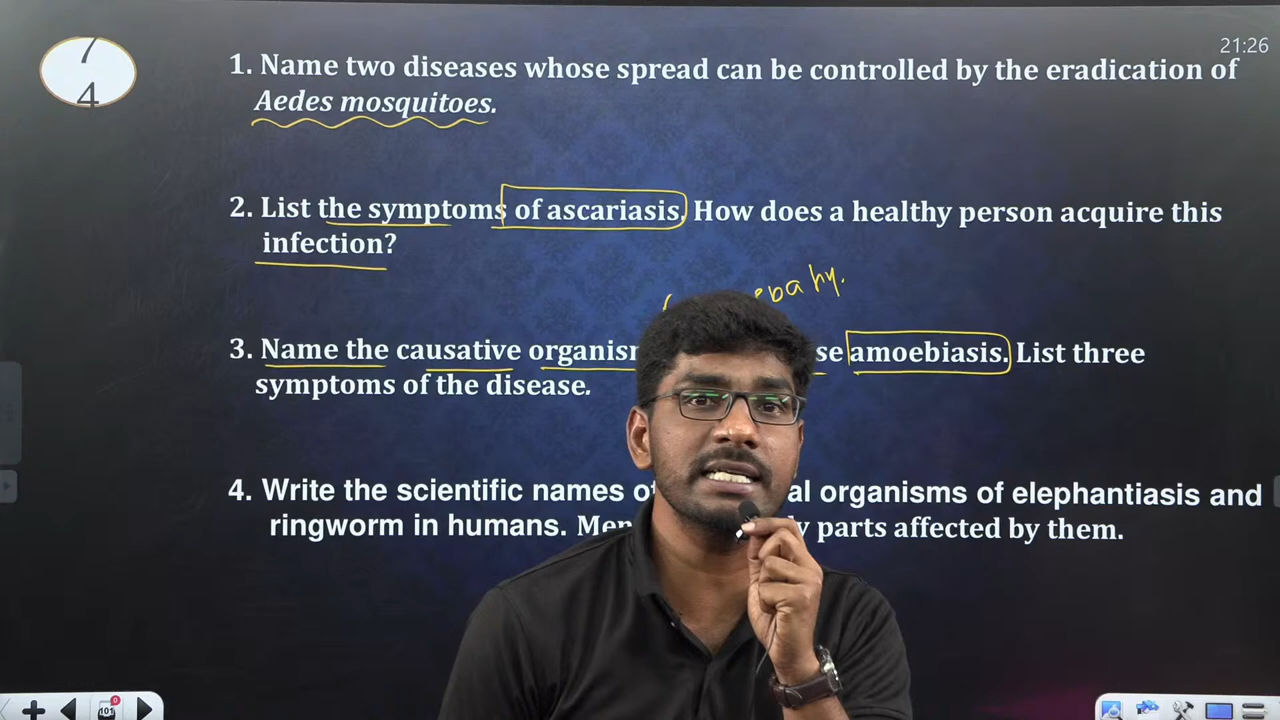 7
4
21:26
1. Name two diseases whose spread can be controlled by the eradication of
Aedes mosquitoes.
2. List the symptoms of ascariasis. How does a healthy person acquire this
infection?
3. Name the causative se amoebiasis. List three
symptoms of the disease.
4. Write the scientific names organisms of elephantiasis and
ringworm in humans. parts affected by them.
101
0